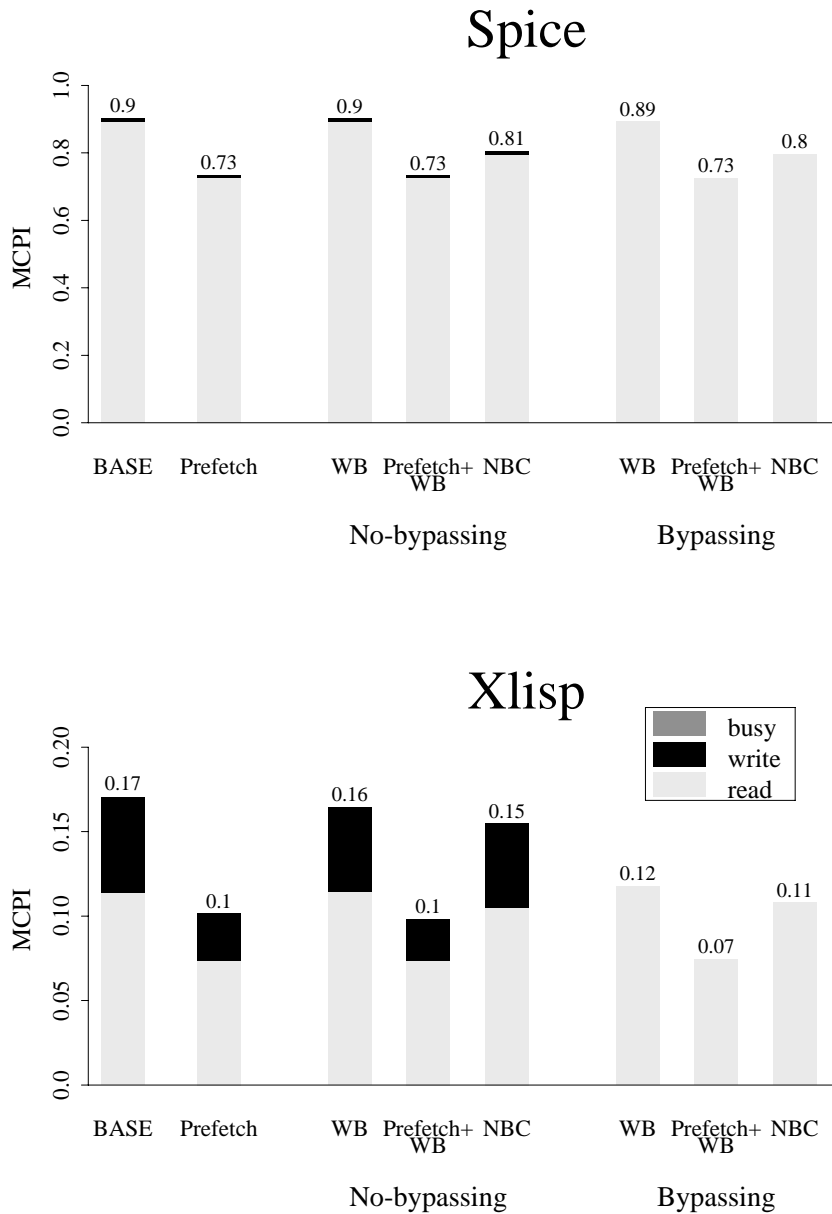 Spice
MCPI
0.0
0.2
0.4
0.6
0.8
1.0
0.9
0.73
0.9
0.73
0.81
0.89
0.73
0.8
BASE Prefetch WB Prefetch+ NBC WB Prefetch+ NBC
WB WB
No-bypassing Bypassing
Xlisp
busy
write
read
MCPI
0.0
0.05
0.10
0.15
0.20
0.17
0.1
0.16
0.1
0.15
0.12
0.07
0.11
BASE Prefetch WB Prefetch+ NBC WB Prefetch+ NBC
WB WB
No-bypassing Bypassing